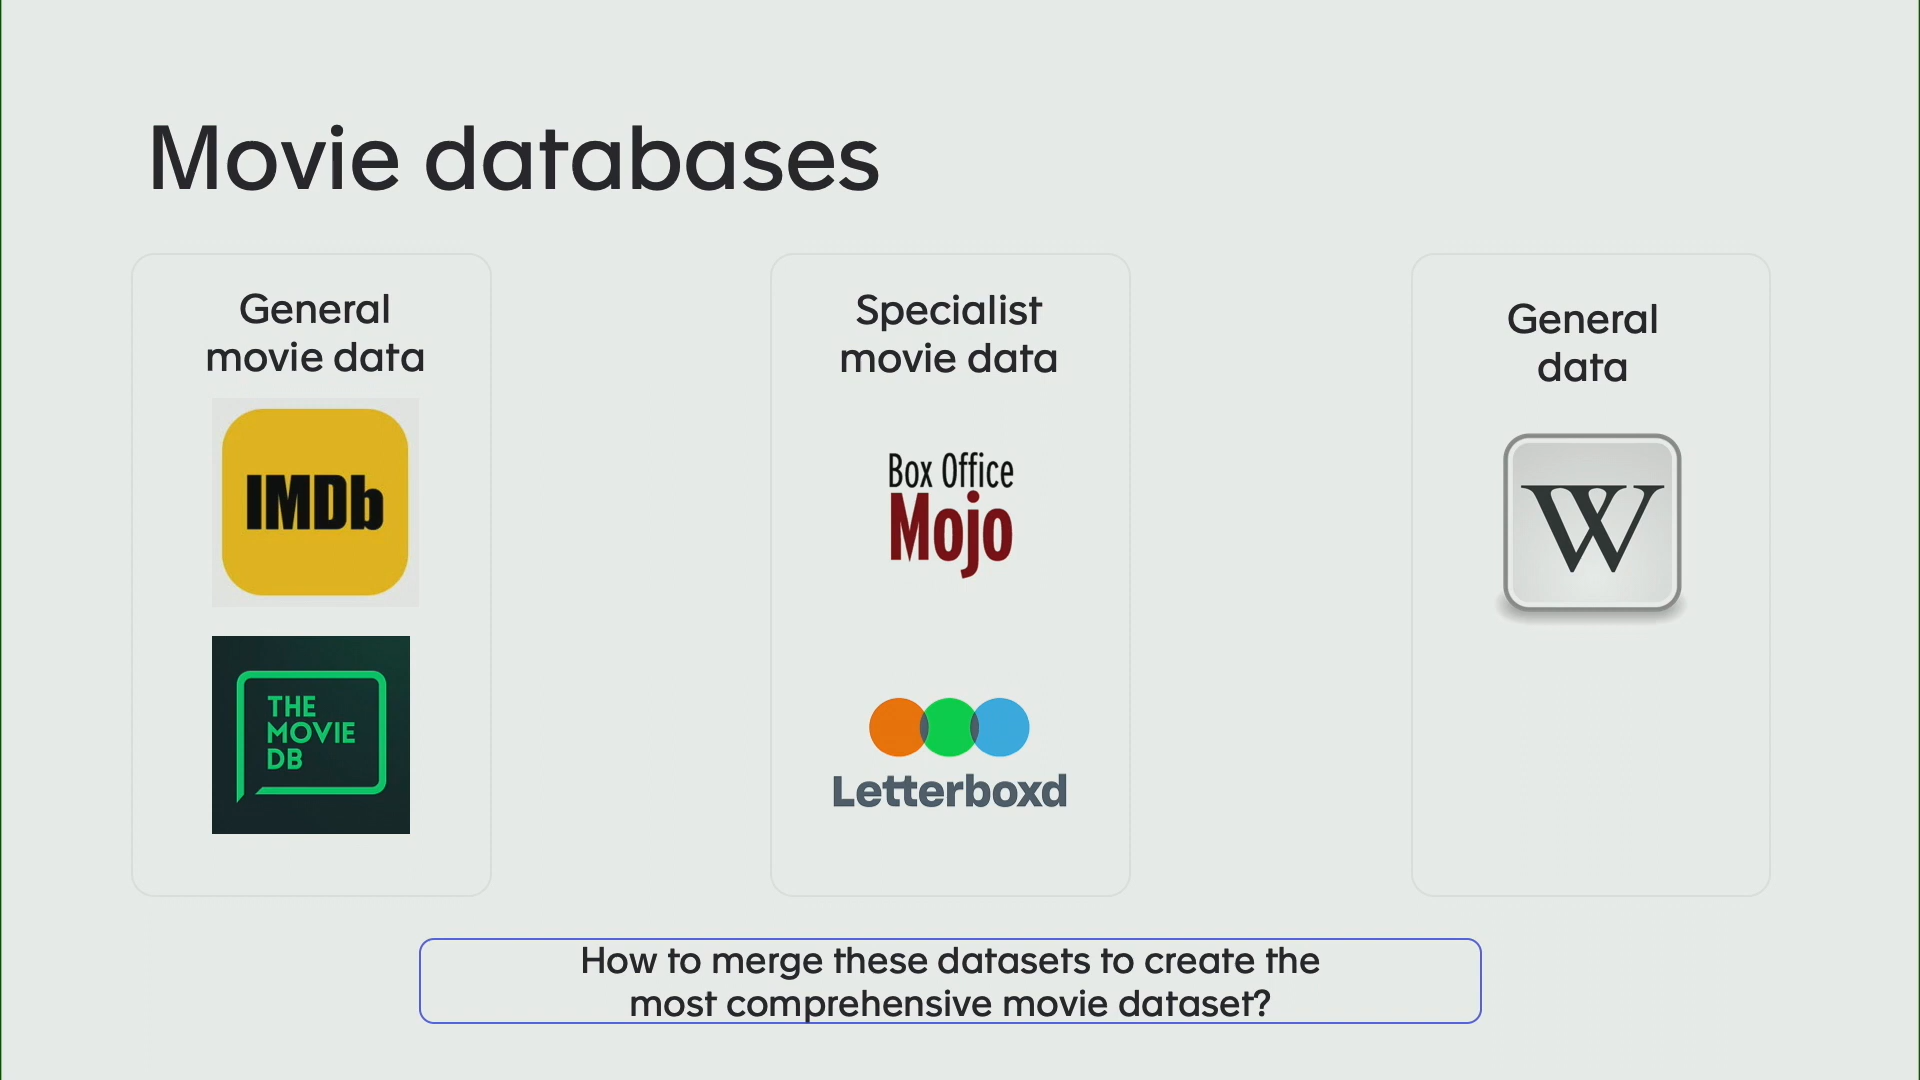 Movie databases
General
movie data
IMDb
THE
MOVIE
DB
Specialist
movie data
Box Office
Mojo
Letterboxd
General
data
W
How to merge these datasets to create the
most comprehensive movie dataset?